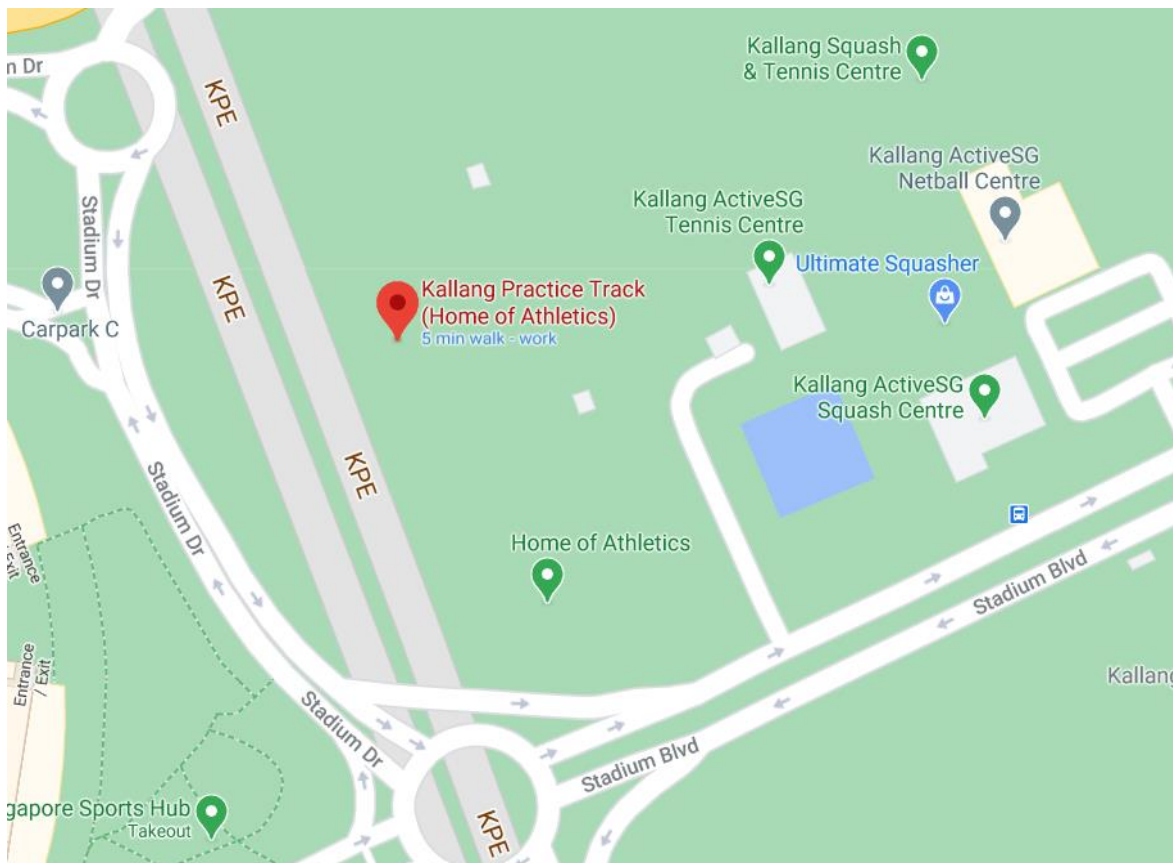 Kallang Squash
& Tennis Centre
n Dr
KPE
Kallang ActiveSG
Netball Centre
Kallang ActiveSG
Tennis Centre
Stadium Dr
Ultimate Squasher
KPE
Kallang Practice Track
(Home of Athletics)
5 min walk - work
Carpark C
Kallang ActiveSG
Squash Centre
KPE
Stadium Dr
Entrance
/ Exit
Home of Athletics
Stadium Blvd
Entrance
/ Exit
Kallang
Stadium Dr
Stadium Blvd
gapore Sports Hub
Takeout
KPE